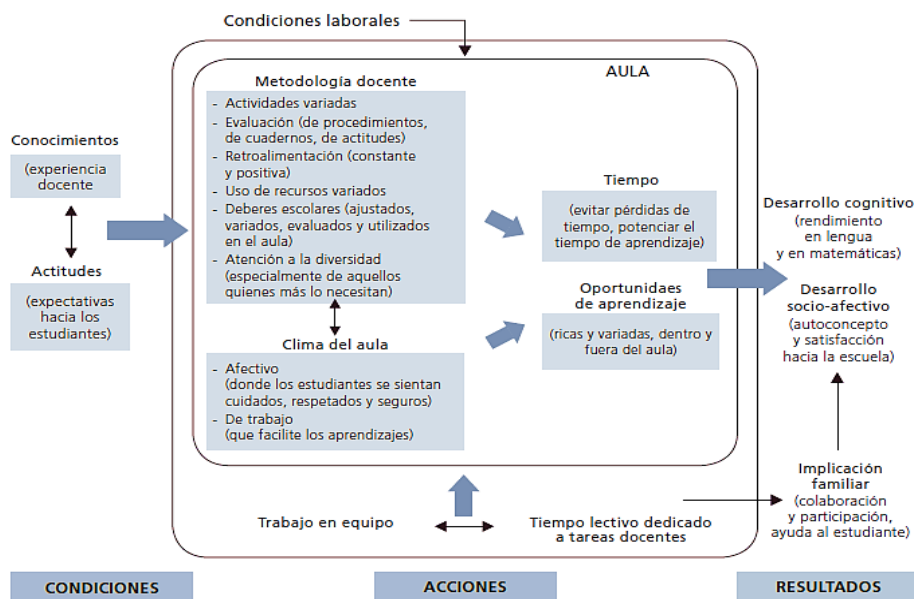 Condiciones laborales
AULA
Conocimientos
(experiencia
docente
Actitudes
(expectativas
hacia los
estudiantes)
Metodología docente
- Actividades variadas
- Evaluación (de procedimientos,
de cuadernos, de actitudes)
- Retroalimentación (constante
y positiva)
- Uso de recursos variados
- Deberes escolares (ajustados,
variados, evaluados y utilizados
en el aula)
- Atención a la diversidad
(especialmente de aquellos
quienes más lo necesitan)
Clima del aula
- Afectivo
(donde los estudiantes se sientan
cuidados, respetados y seguros)
- De trabajo
(que facilite los aprendizajes)
Tiempo
(evitar pérdidas de
tiempo, potenciar el
tiempo de aprendizaje)
Oportunidaes
de aprendizaje
(ricas y variadas, dentro y
fuera del aula)
Desarrollo cognitivo
(rendimiento
en lengua
y en matemáticas)
Desarrollo
socio-afectivo
(autoconcepto
y satisfacción
hacia la escuela)
Implicación
familiar
(colaboración
y participación,
ayuda al estudiante)
Trabajo en equipo
Tiempo lectivo dedicado
a tareas docentes
CONDICIONES
ACCIONES
RESULTADOS